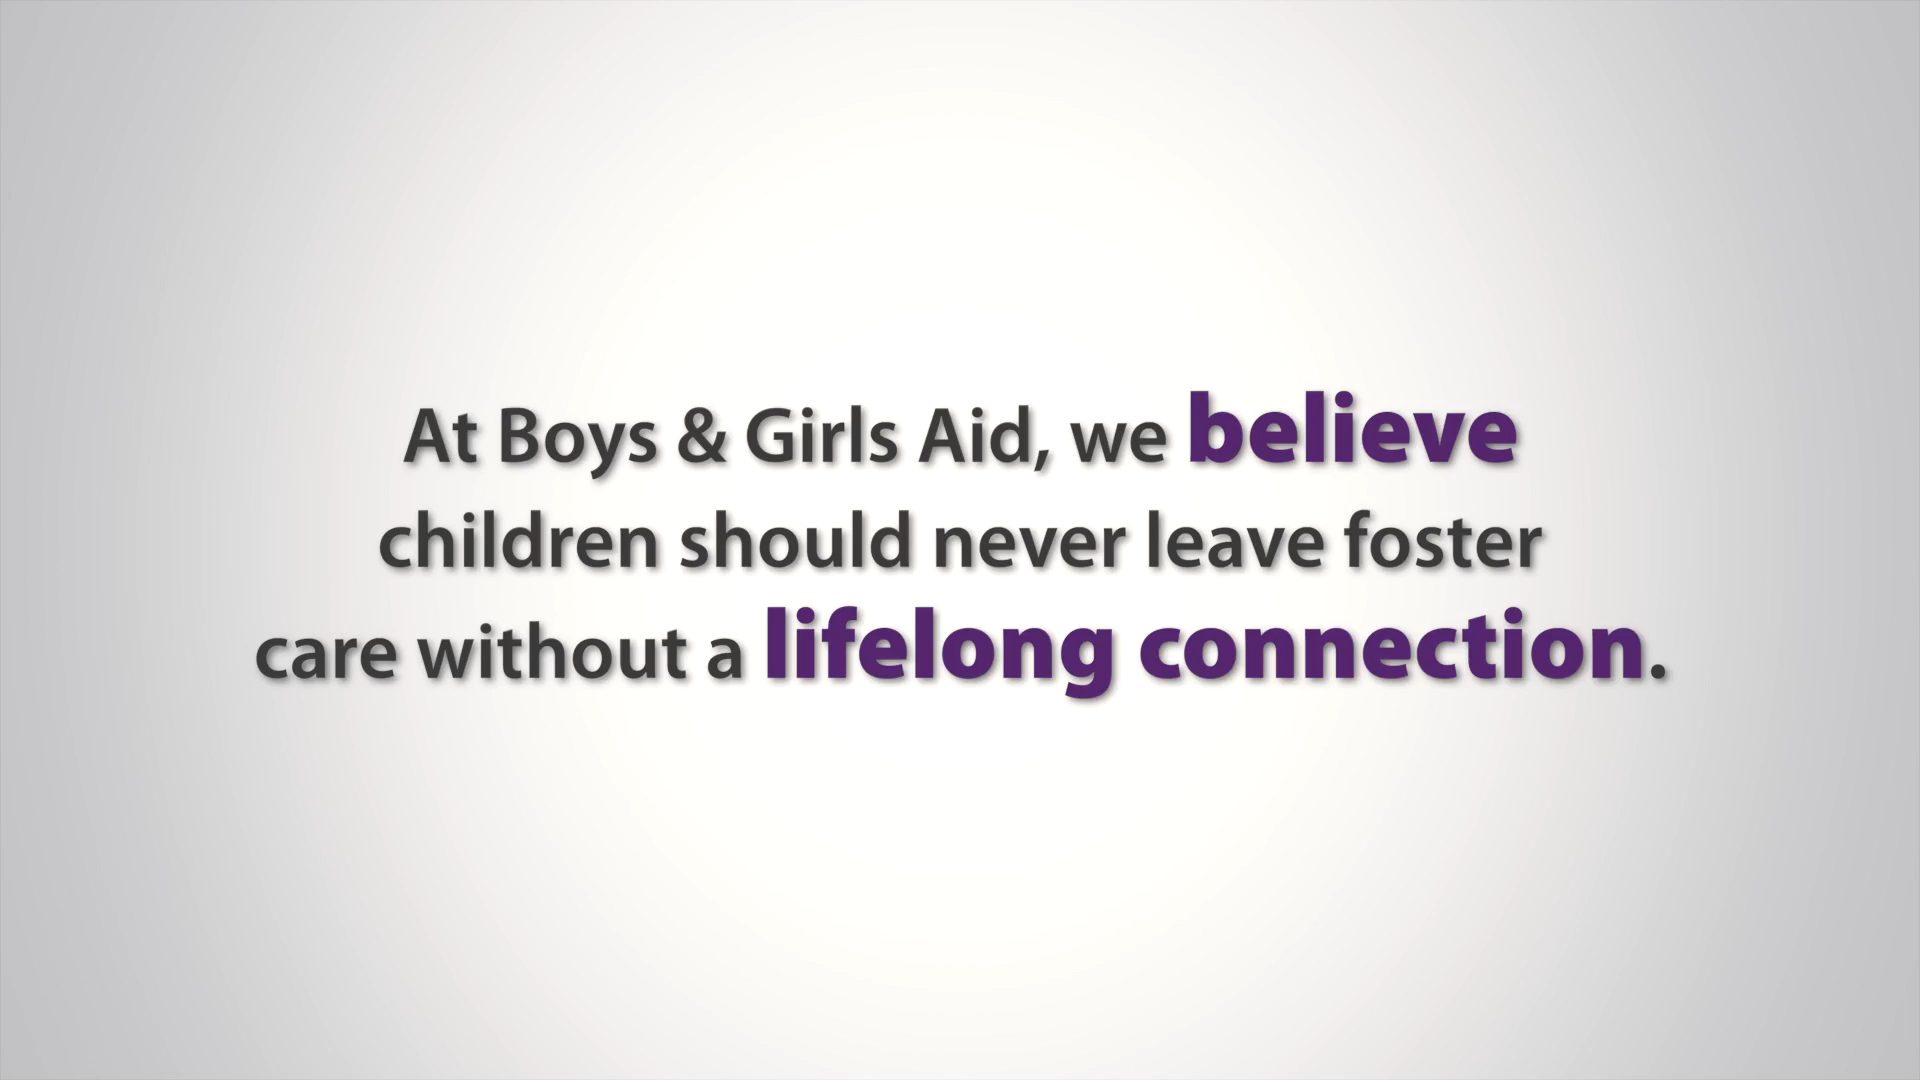 At Boys & Girls Aid, we believe
children should never leave foster
care without a lifelong connection.